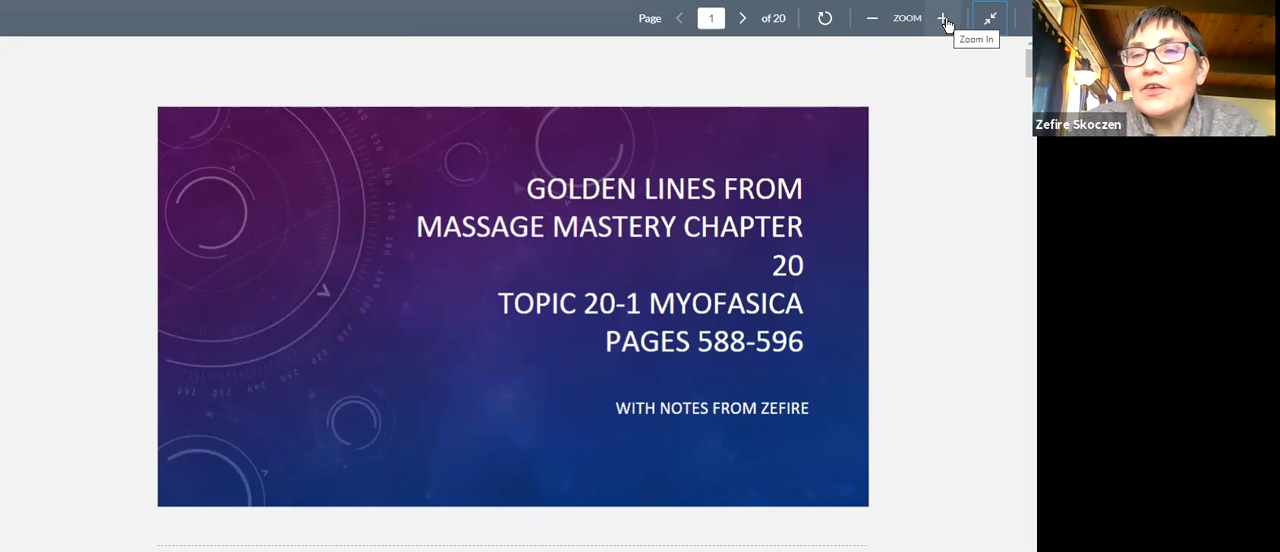 Page 1 of 20 ZOOM
Zoom In
Zefire Skoczen
GOLDEN LINES FROM
MASSAGE MASTERY CHAPTER
20
TOPIC 20-1 MYOFASICA
PAGES 588-596
WITH NOTES FROM ZEFIRE